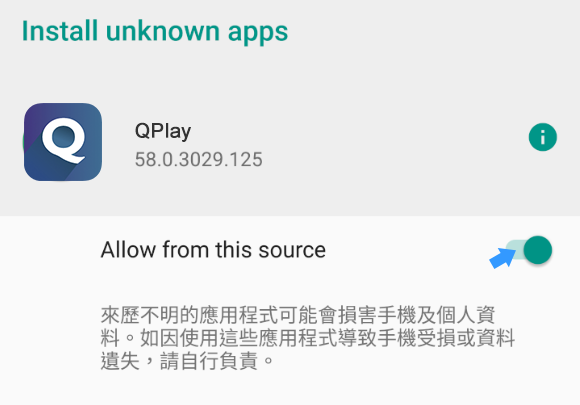 Install unknown apps
Q
QPlay
58.0.3029.125
i
Allow from this source
來歷不明的應用程式可能會損害手機及個人資
料。如因使用這些應用程式導致手機受損或資料
遺失，請自行負責。